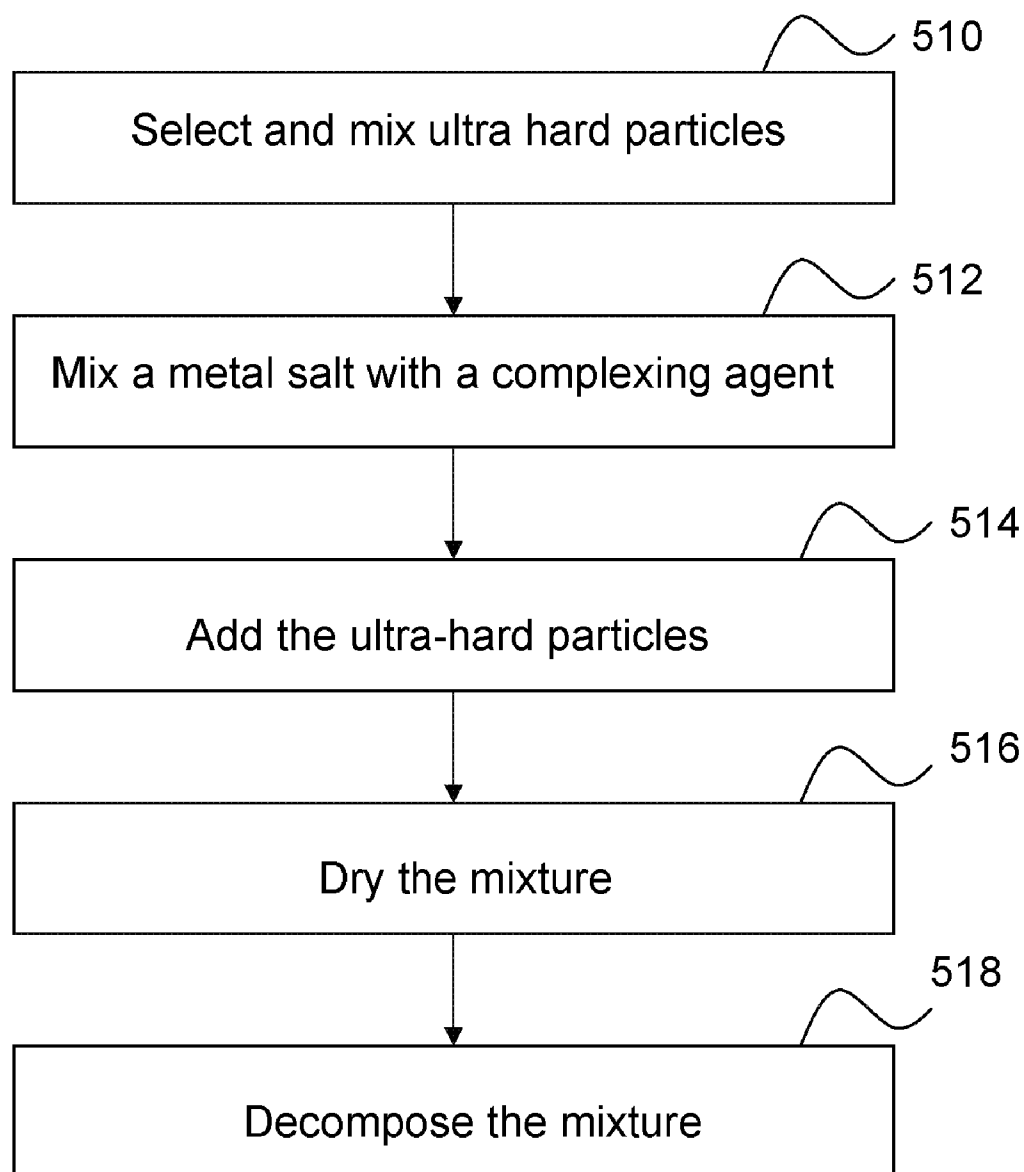 510
Select and mix ultra hard particles
512
Mix a metal salt with a complexing agent
514
Add the ultra-hard particles
516
Dry the mixture
518
Decompose the mixture